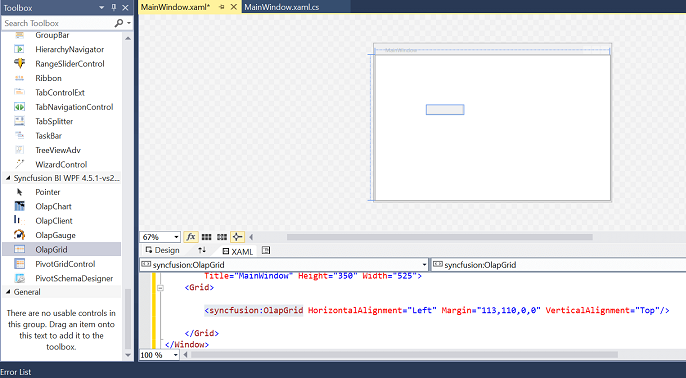 Toolbox
Search Toolbox
GroupBar
HierarchyNavigator
RangeSliderControl
Ribbon
TabControlExt
TabNavigationControl
TabSplitter
TaskBar
TreeViewAdv
WizardControl
Syncfusion BI WPF 4.5.1-vs2...
Pointer
OlapChart
OlapClient
OlapGauge
OlapGrid
PivotGridControl
PivotSchemaDesigner
General
There are no usable controls in
this group. Drag an item onto
this text to add it to the
toolbox.
MainWindow.xaml*
MainWindow.xaml.cs
MainWindow
67%
fx
Design
XAML
syncfusion:OlapGrid
syncfusion:OlapGrid
Title="MainWindow" Height="350" Width="525">
<Grid>
<syncfusion:OlapGrid HorizontalAlignment="Left" Margin="113,110,0,0" VerticalAlignment="Top"/>
</Grid>
</Window>
100 %
Error List